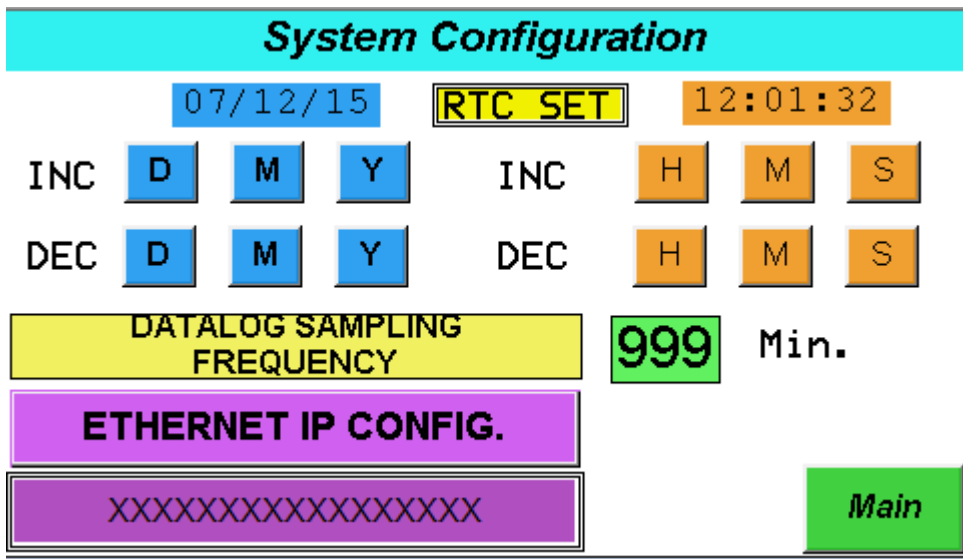 System Configuration
07/12/15 RTC SET 12:01:32
INC D M Y INC H M S
DEC D M Y DEC H M S
DATALOG SAMPLING
FREQUENCY
999 Min.
ETHERNET IP CONFIG.
XXXXXXXXXXXXXXXXX
Main